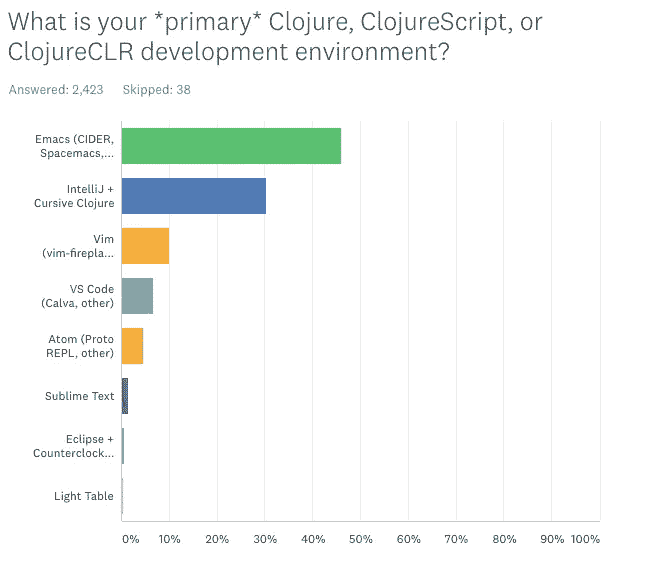 What is your *primary* Clojure, ClojureScript, or
ClojureCLR development environment?
Answered: 2,423 Skipped: 38
Emacs (CIDER,
Spacemacs,...
IntelliJ +
Cursive Clojure
Vim
(vim-firepla...
VS Code
(Calva, other)
Atom (Proto
REPL, other)
Sublime Text
Eclipse +
Counterclock...
Light Table
0% 10% 20% 30% 40% 50% 60% 70% 80% 90% 100%